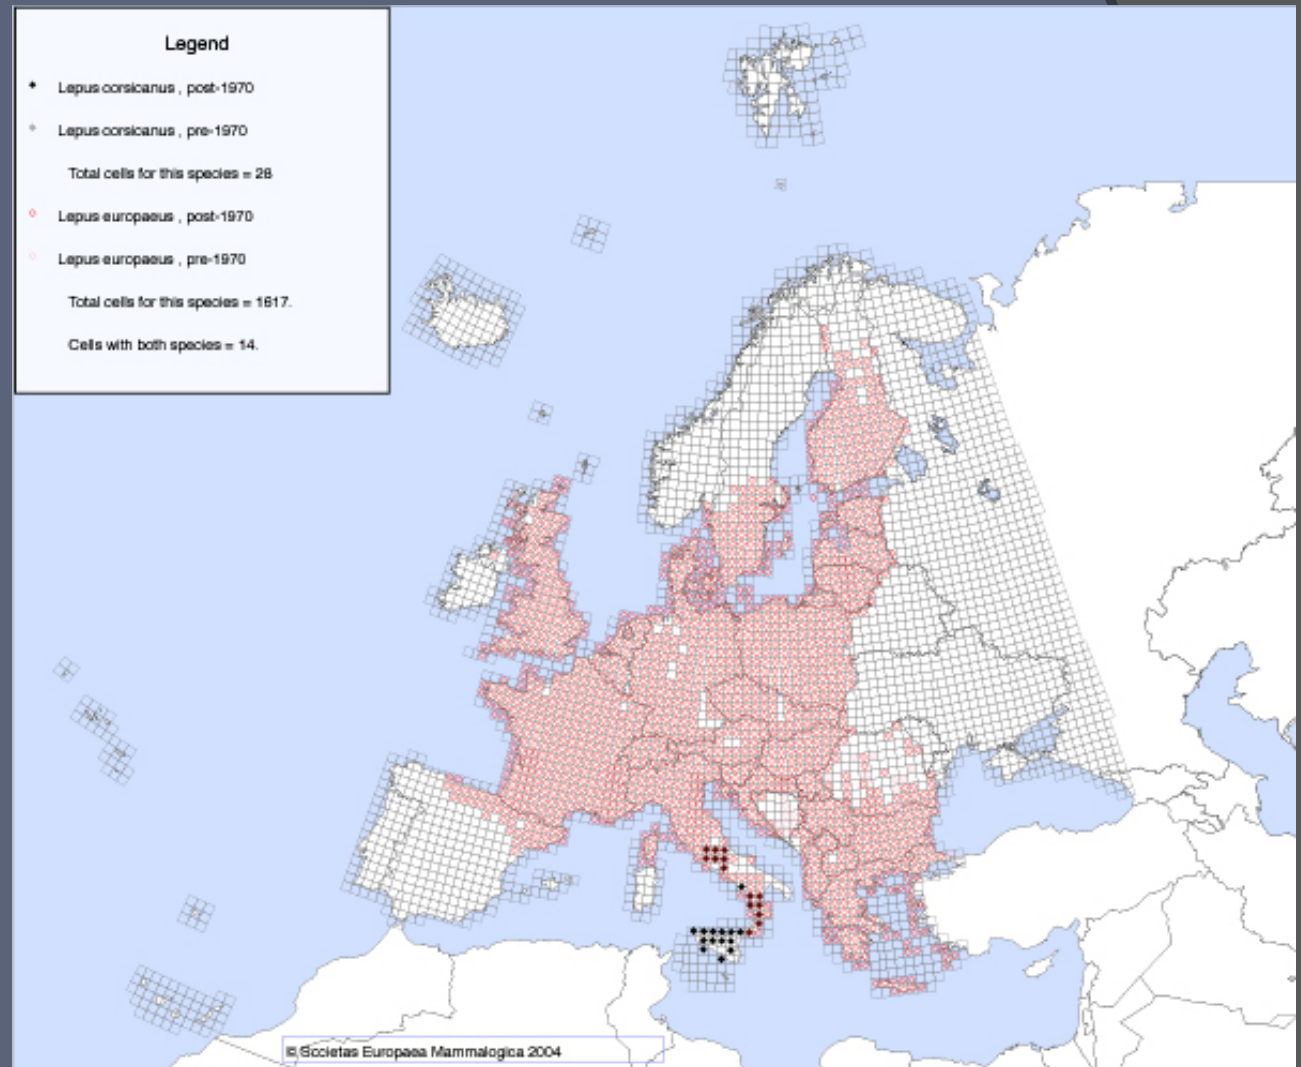 Legend
Lepus corsicanus , post-1970
Lepus corsicanus , pre-1970
Total cells for this species = 28
Lepus europaeus , post-1970
Lepus europaeus , pre-1970
Total cells for this species = 1617.
Cells with both species = 14.
© Societas Europaea Mammalogica 2004